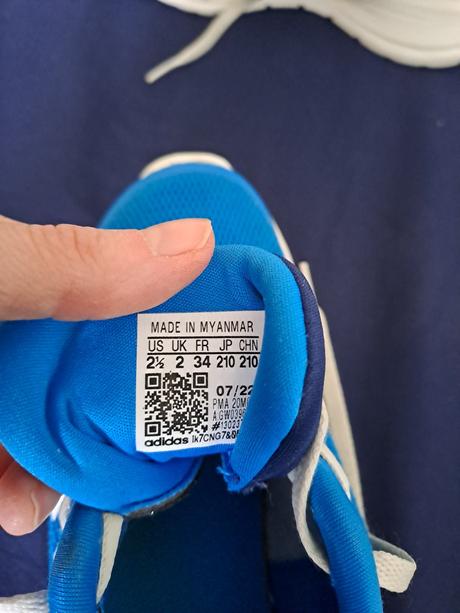 MADE IN MYANMAR
US UK FR JP CHN
2½ 2 34 210 210
07/22
PMA 20M
adidas